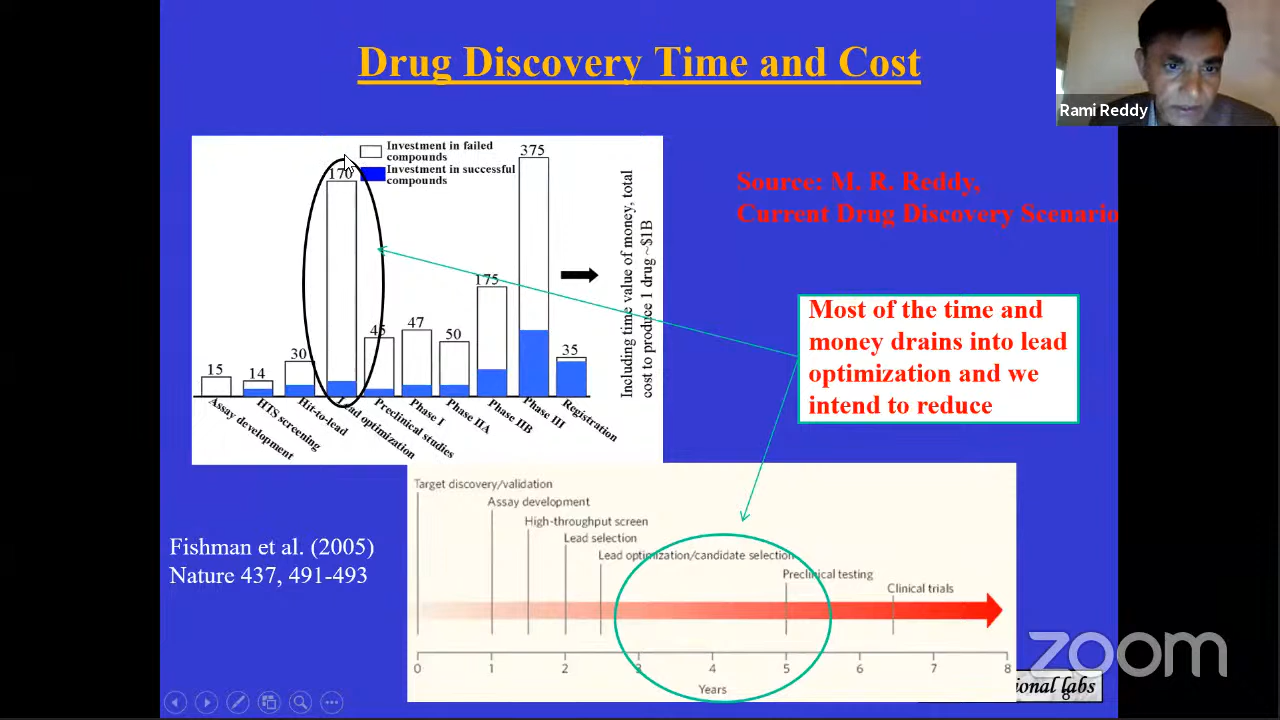 Drug Discovery Time and Cost
Rami Reddy
Investment in failed
compounds
Investment in successful
compounds
170
375
175
15
14
30
45
47
50
35
Assay development
HTS screening
Hit-to-lead
Lead optimization
Preclinical studies
Phase I
Phase IIA
Phase IIB
Phase III
Registration
Including time value of money, total
cost to produce 1 drug ~$1B
Source: M. R. Reddy,
Current Drug Discovery Scenario
Most of the time and
money drains into lead
optimization and we
intend to reduce
Fishman et al. (2005)
Nature 437, 491-493
Target discovery/validation
Assay development
High-throughput screen
Lead selection
Lead optimization/candidate selection
Preclinical testing
Clinical trials
0 1 2 3 4 5 6 7 8
Years
zoom
ional labs